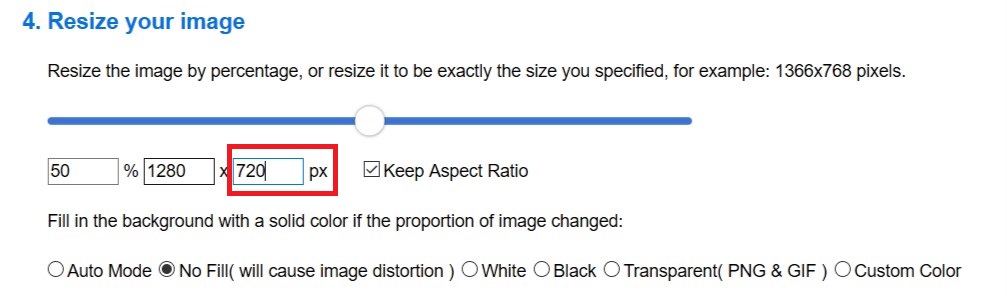 4. Resize your image
Resize the image by percentage, or resize it to be exactly the size you specified, for example: 1366x768 pixels.
50 % 1280 x 720 px Keep Aspect Ratio
Fill in the background with a solid color if the proportion of image changed:
Auto Mode No Fill( will cause image distortion ) White Black Transparent( PNG & GIF ) Custom Color